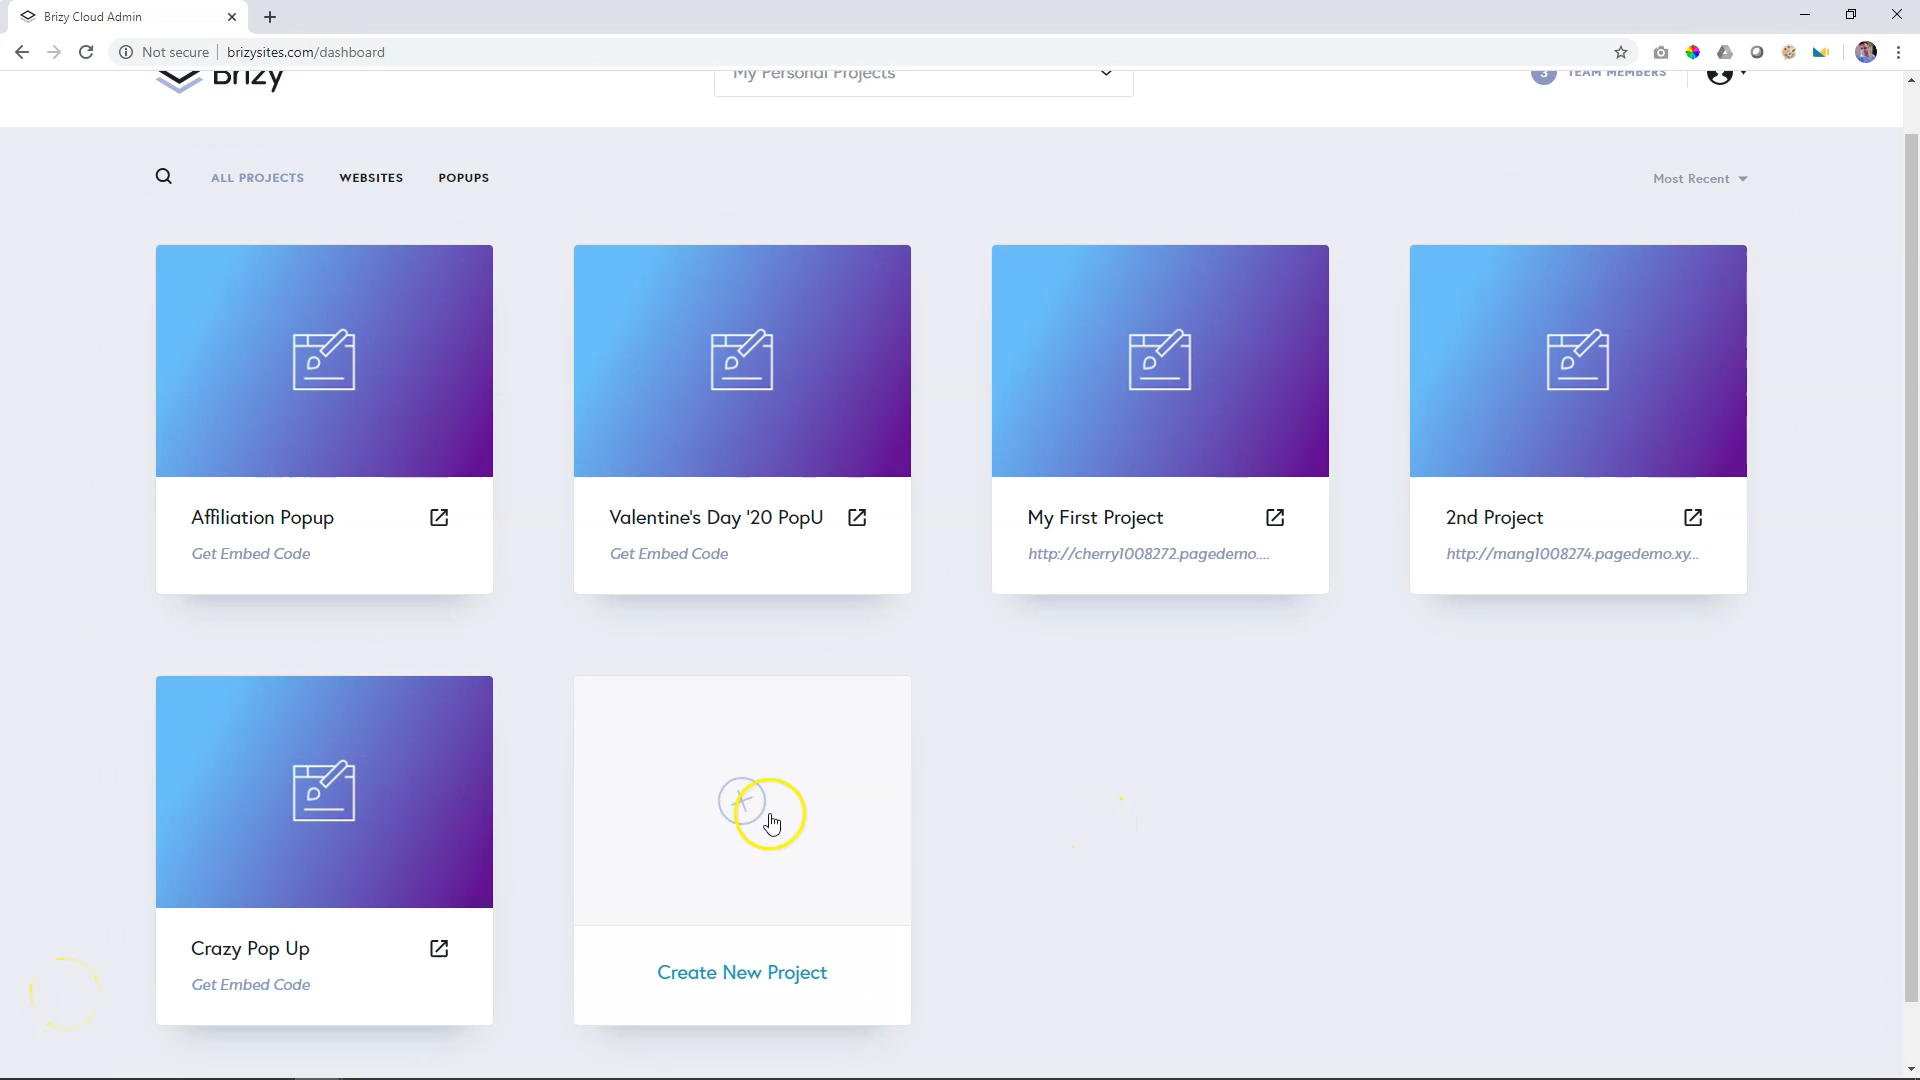 Brizy Cloud Admin
Not secure
brizysites.com/dashboard
Brizy
My Personal Projects
3 TEAM MEMBERS
ALL PROJECTS
WEBSITES
POPUPS
Most Recent
Affiliation Popup
Get Embed Code
Valentine's Day '20 PopU
Get Embed Code
My First Project
http://cherry1008272.pagedemo....
2nd Project
http://mang1008274.pagedemo.xy...
Crazy Pop Up
Get Embed Code
Create New Project